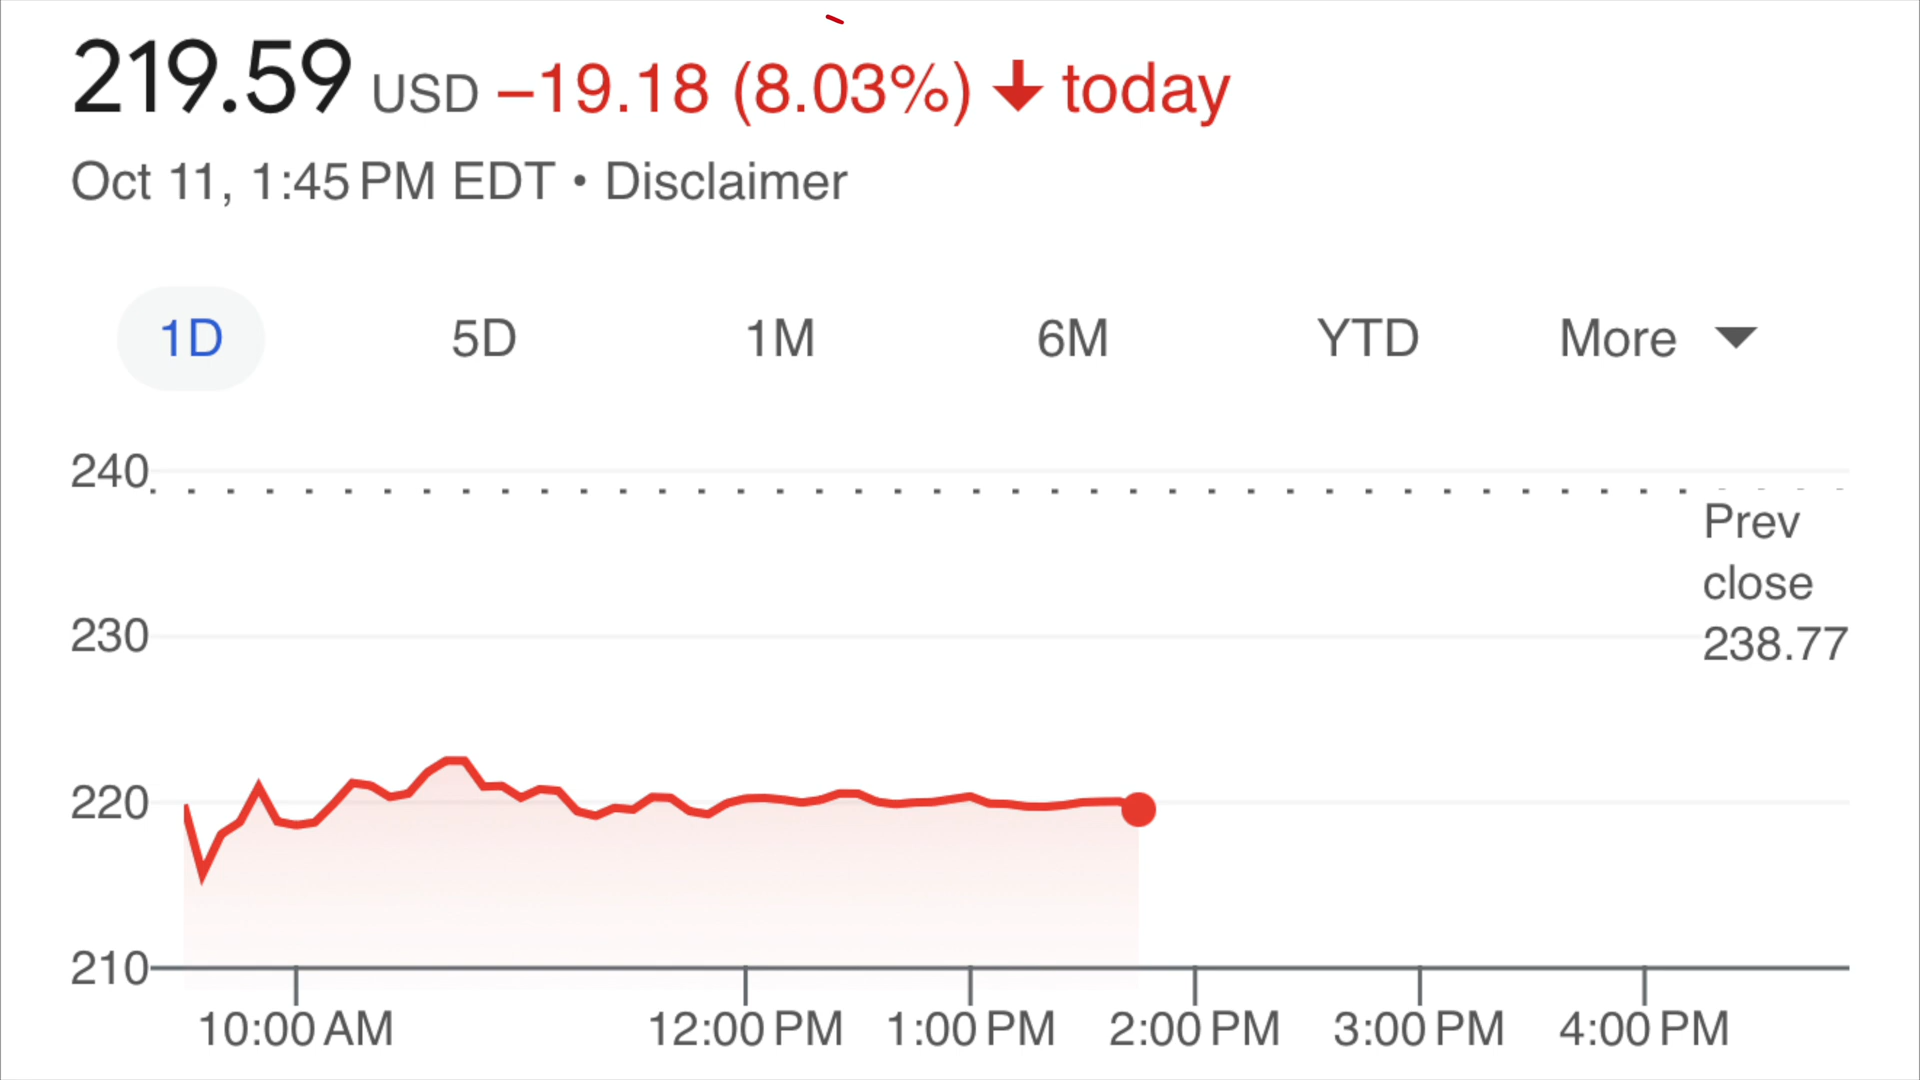 219.59 USD −19.18 (8.03%) ↓ today
Oct 11, 1:45 PM EDT • Disclaimer
1D 5D 1M 6M YTD More
240
Prev
close
238.77
230
220
210
10:00 AM 12:00 PM 1:00 PM 2:00 PM 3:00 PM 4:00 PM